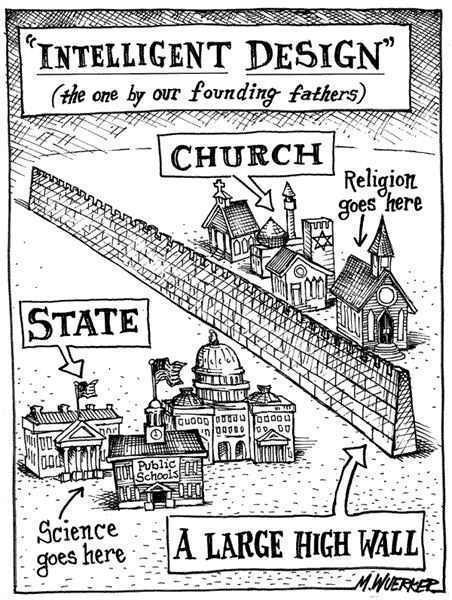 "INTELLIGENT DESIGN"
(the one by our founding fathers)
CHURCH
Religion
goes here
STATE
Public
Schools
Science
goes here
A LARGE HIGH WALL
M. WUERKER